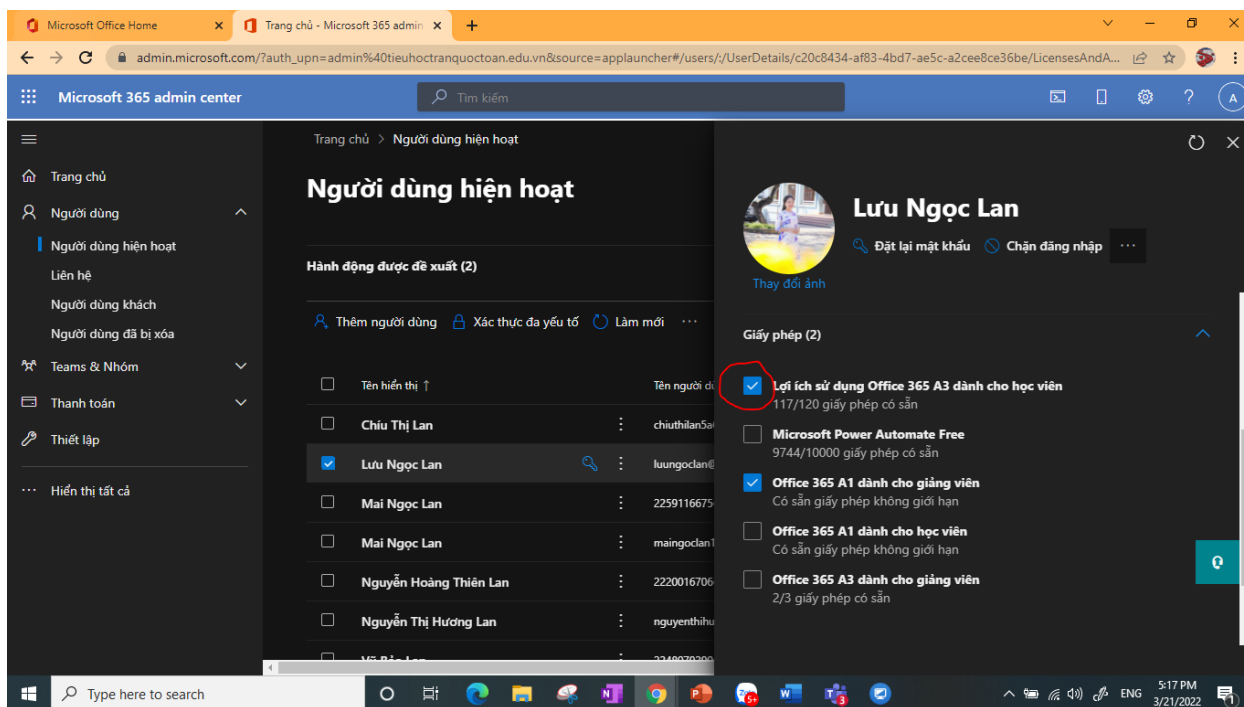 Microsoft Office Home
Trang chủ - Microsoft 365 admin
admin.microsoft.com/?auth_upn=admin%40tieuhoctranquoctoan.edu.vn&source=applauncher#/users/:/UserDetails/c20c8434-af83-4bd7-ae5c-a2cee8ce36be/LicensesAndA...
Microsoft 365 admin center
Tìm kiếm
A
Trang chủ
Người dùng
Người dùng hiện hoạt
Liên hệ
Người dùng khách
Người dùng đã bị xóa
Teams & Nhóm
Thanh toán
Thiết lập
Hiển thị tất cả
Trang chủ > Người dùng hiện hoạt
Người dùng hiện hoạt
Hành động được đề xuất (2)
Thêm người dùng Xác thực đa yếu tố Làm mới
Tên hiển thị ↑ Tên người
Chíu Thị Lan chiuthilan5a
Lưu Ngọc Lan luungoclan@
Mai Ngọc Lan 2259116675
Mai Ngọc Lan maingoclan1
Nguyễn Hoàng Thiên Lan 2220016706
Nguyễn Thị Hương Lan nguyenthihu
Lưu Ngọc Lan
Đặt lại mật khẩu Chặn đăng nhập
Thay đổi ảnh
Giấy phép (2)
Lợi ích sử dụng Office 365 A3 dành cho học viên
117/120 giấy phép có sẵn
Microsoft Power Automate Free
9744/10000 giấy phép có sẵn
Office 365 A1 dành cho giảng viên
Có sẵn giấy phép không giới hạn
Office 365 A1 dành cho học viên
Có sẵn giấy phép không giới hạn
Office 365 A3 dành cho giảng viên
2/3 giấy phép có sẵn
Type here to search
ENG
5:17 PM
3/21/2022